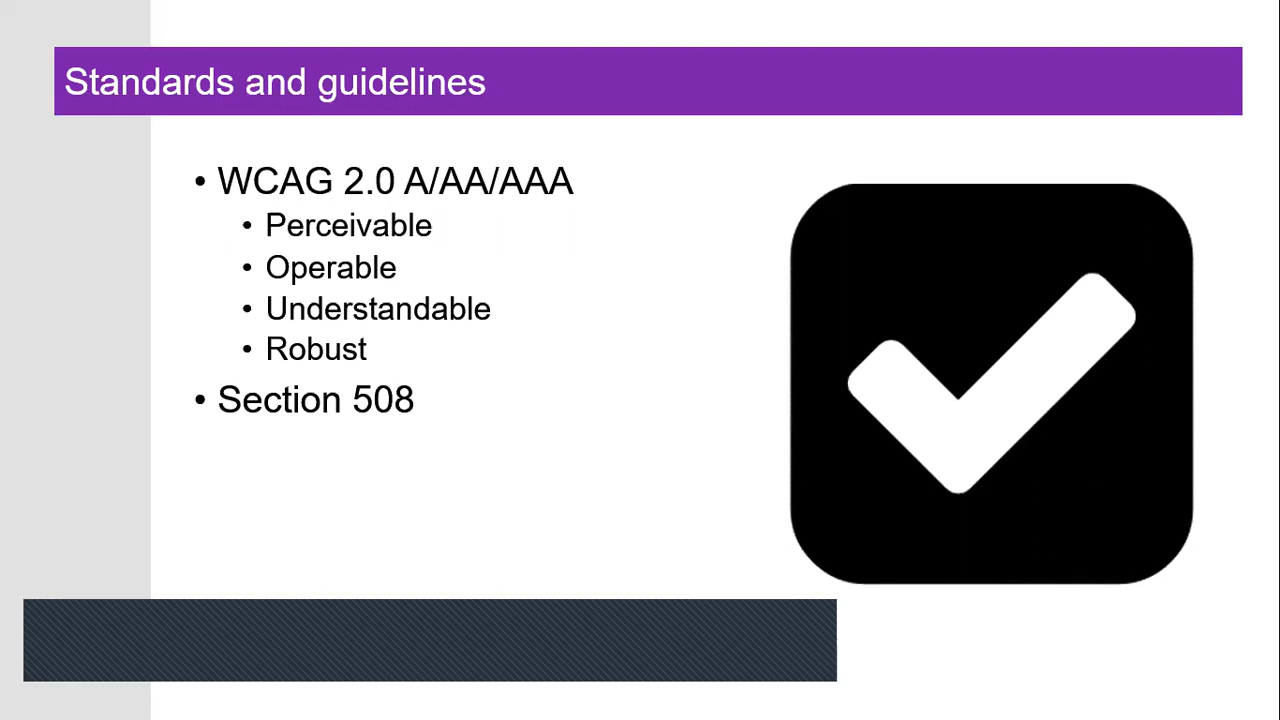 Standards and guidelines
• WCAG 2.0 A/AA/AAA
• Perceivable
• Operable
• Understandable
• Robust
• Section 508